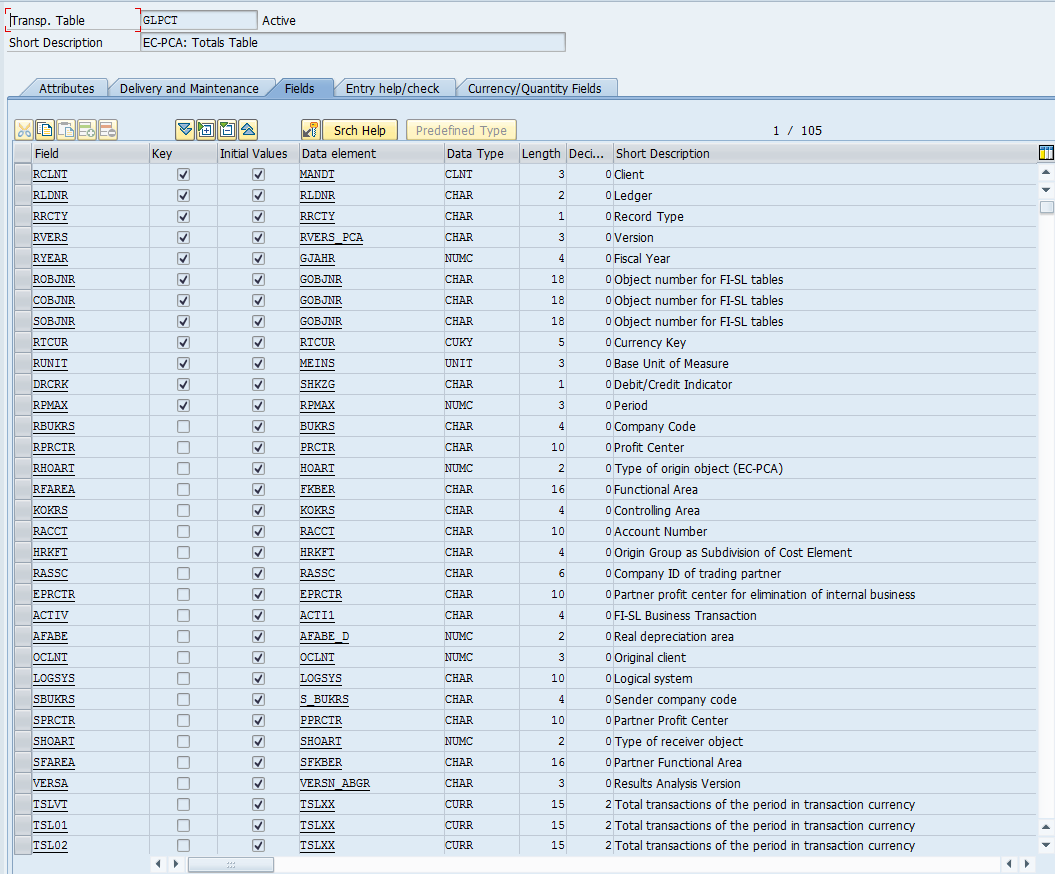 Transp. Table GLPCT Active
Short Description EC-PCA: Totals Table
Attributes Delivery and Maintenance Fields Entry help/check Currency/Quantity Fields
Srch Help Predefined Type 1 / 105
Field Key Initial Values Data element Data Type Length Deci... Short Description
RCLNT MANDT CLNT 3 0 Client
RLDNR RLDNR CHAR 2 0 Ledger
RRCTY RRCTY CHAR 1 0 Record Type
RVERS RVERS_PCA CHAR 3 0 Version
RYEAR GJAHR NUMC 4 0 Fiscal Year
ROBJNR GOBJNR CHAR 18 0 Object number for FI-SL tables
COBJNR GOBJNR CHAR 18 0 Object number for FI-SL tables
SOBJNR GOBJNR CHAR 18 0 Object number for FI-SL tables
RTCUR RTCUR CUKY 5 0 Currency Key
RUNIT MEINS UNIT 3 0 Base Unit of Measure
DRCRK SHKZG CHAR 1 0 Debit/Credit Indicator
RPMAX RPMAX NUMC 3 0 Period
RBUKRS BUKRS CHAR 4 0 Company Code
RPRCTR PRCTR CHAR 10 0 Profit Center
RHOART HOART NUMC 2 0 Type of origin object (EC-PCA)
RFAREA FKBER CHAR 16 0 Functional Area
KOKRS KOKRS CHAR 4 0 Controlling Area
RACCT RACCT CHAR 10 0 Account Number
HRKFT HRKFT CHAR 4 0 Origin Group as Subdivision of Cost Element
RASSC RASSC CHAR 6 0 Company ID of trading partner
EPRCTR EPRCTR CHAR 10 0 Partner profit center for elimination of internal business
ACTIV ACTI1 CHAR 4 0 FI-SL Business Transaction
AFABE AFABE_D NUMC 2 0 Real depreciation area
OCLNT OCLNT NUMC 3 0 Original client
LOGSYS LOGSYS CHAR 10 0 Logical system
SBUKRS S_BUKRS CHAR 4 0 Sender company code
SPRCTR PPRCTR CHAR 10 0 Partner Profit Center
SHOART SHOART NUMC 2 0 Type of receiver object
SFAREA SFKBER CHAR 16 0 Partner Functional Area
VERSA VERSN_ABGR CHAR 3 0 Results Analysis Version
TSLVT TSLXX CURR 15 2 Total transactions of the period in transaction currency
TSL01 TSLXX CURR 15 2 Total transactions of the period in transaction currency
TSL02 TSLXX CURR 15 2 Total transactions of the period in transaction currency